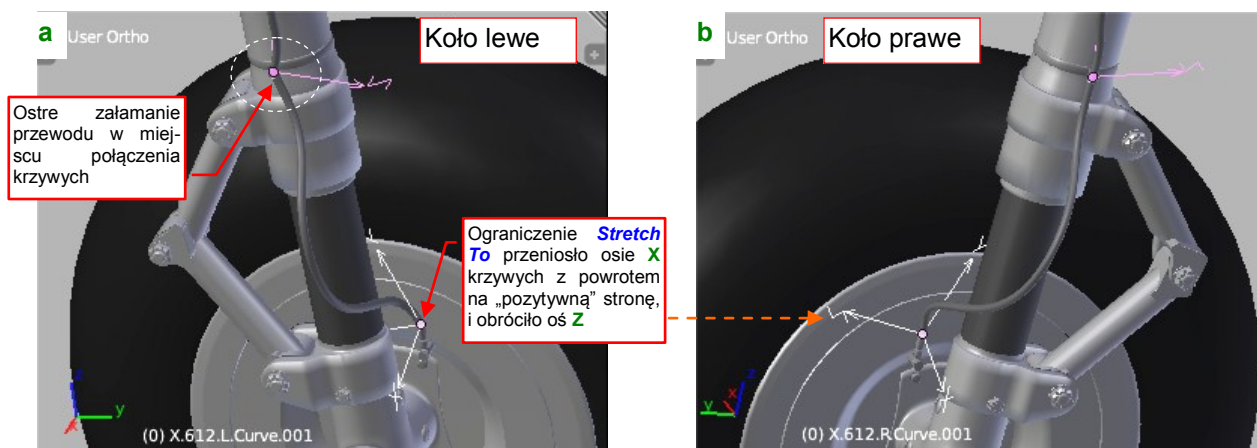 a
User Ortho
Koło lewe
Ostre załamanie
przewodu w miej-
scu połączenia
krzywych
Ograniczenie Stretch
To przeniosło osie X
krzywych z powrotem
na „pozytywną” stronę,
i obróciło oś Z
z
y
x
(0) X.612.L.Curve.001
b
User Ortho
Koło prawe
z
x
y
(0) X.612.R.Curve.001